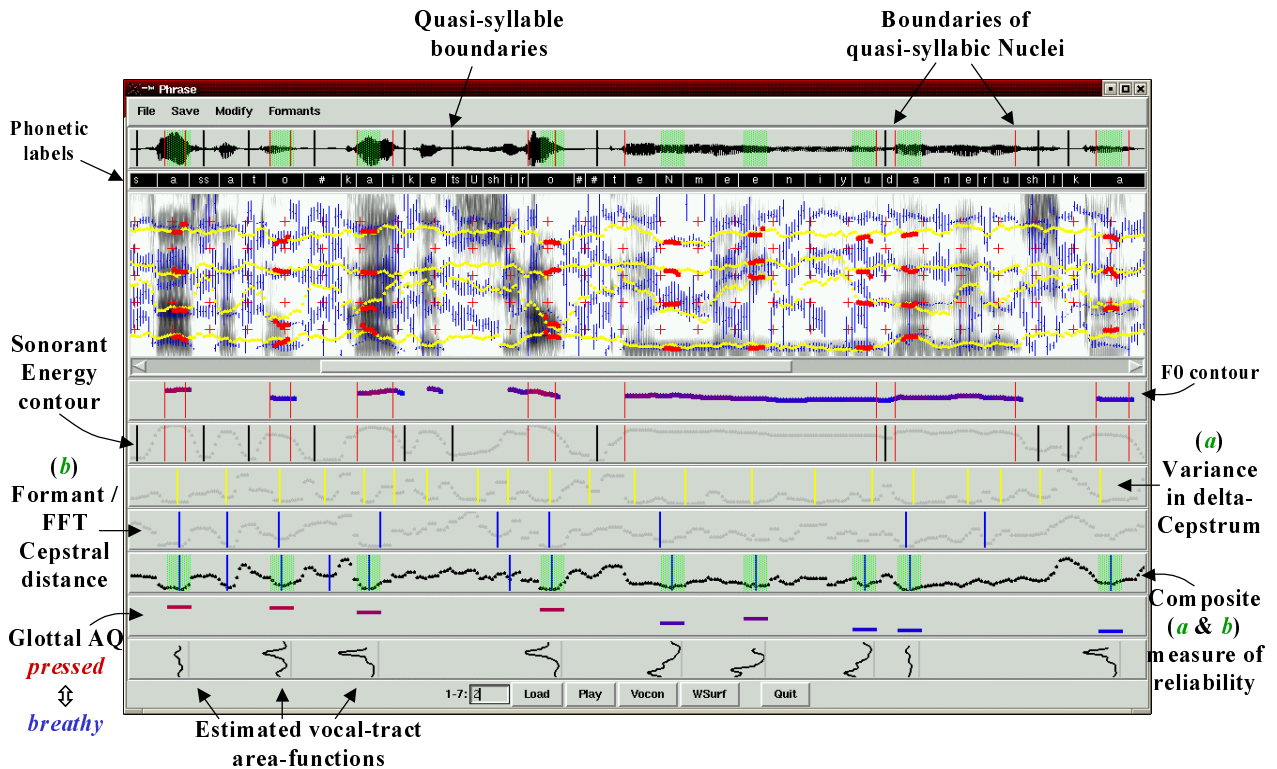 Quasi-syllable
boundaries
Boundaries of
quasi-syllabic Nuclei
Phrase
File Save Modify Formants
Phonetic
labels
s a ss a t o # k a i k e ts U sh i r o # # t e N m e e n i y u d a n e r u sh I k a
Sonorant
Energy
contour
F0 contour
(b)
Formant /
FFT
Cepstral
distance
(a)
Variance
in delta-
Cepstrum
Glottal AQ
pressed
breathy
Composite
(a & b)
measure of
reliability
1-7: 2 Load Play Vocon WSurf Quit
Estimated vocal-tract
area-functions